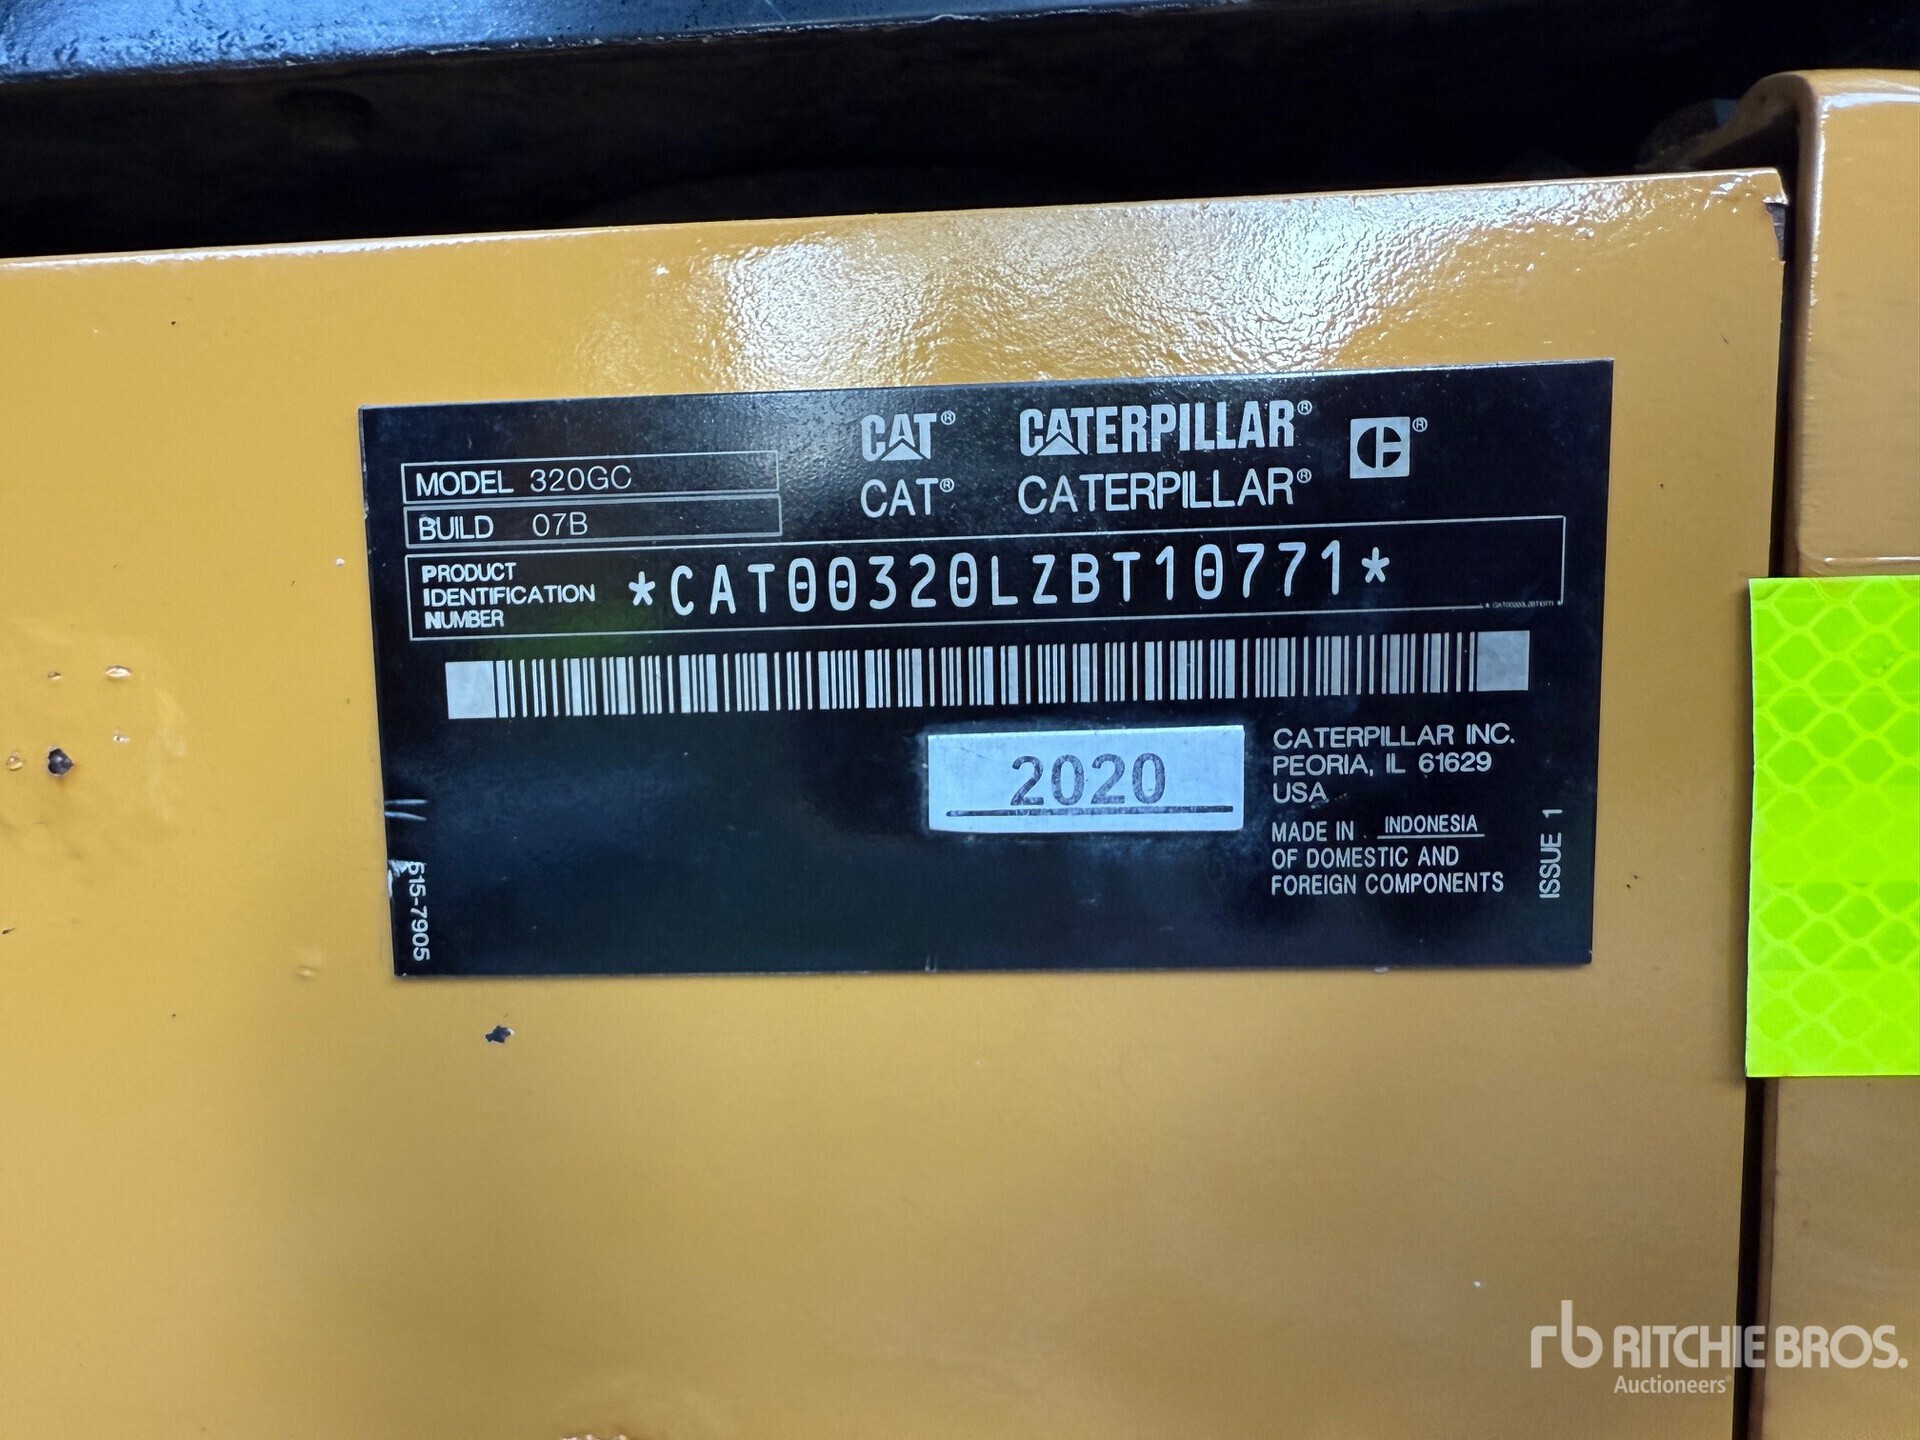 CAT® CATERPILLAR®
CAT® CATERPILLAR®
MODEL 320GC
BUILD 07B
PRODUCT
IDENTIFICATION
NUMBER
*CAT00320LZBT10771*
2020
CATERPILLAR INC.
PEORIA, IL 61629
USA
MADE IN INDONESIA
OF DOMESTIC AND
FOREIGN COMPONENTS
ISSUE 1
515-7905
rb RITCHIE BROS.
Auctioneers